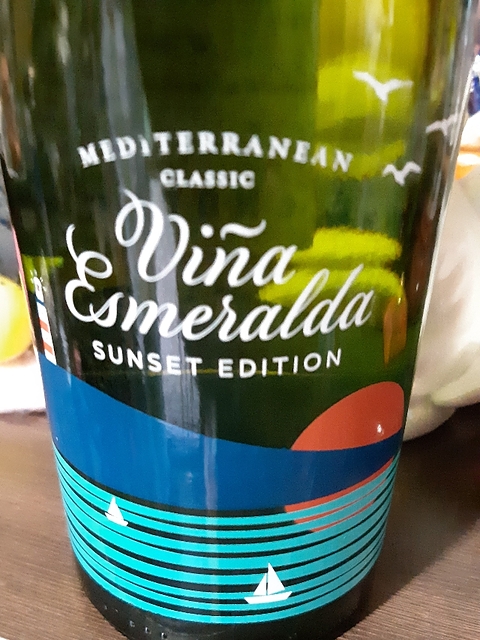 MEDITERRANEAN
CLASSIC
Viña
Esmeralda
SUNSET EDITION